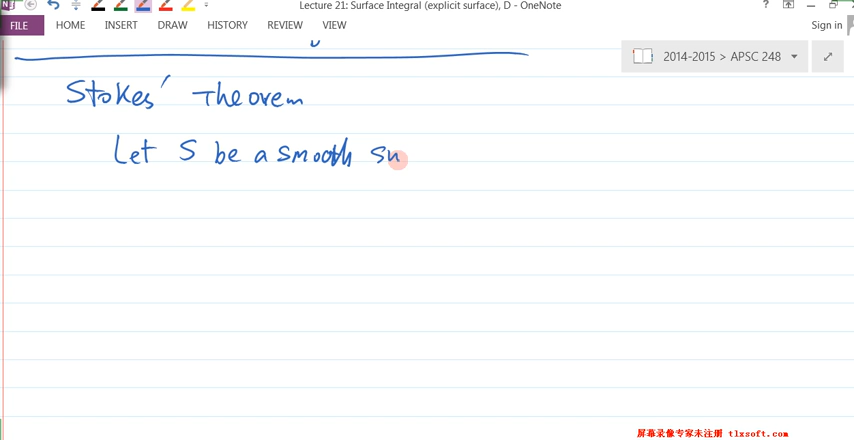 Lecture 21: Surface Integral (explicit surface), D - OneNote
FILE HOME INSERT DRAW HISTORY REVIEW VIEW Sign in
2014-2015 > APSC 248
Stokes' Theorem
Let S be a smooth su
屏幕录像专家未注册 tlxsoft.com